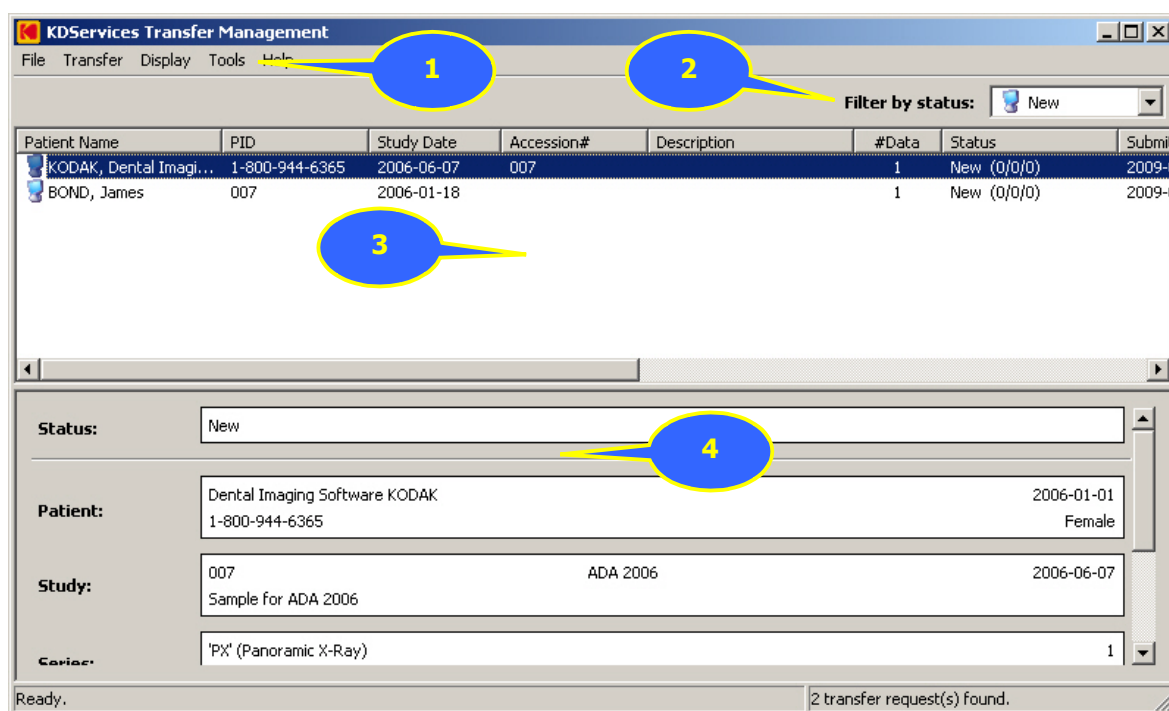 KDServices Transfer Management
File Transfer Display Tools Help
1
2
Filter by status: New
Patient Name PID Study Date Accession# Description #Data Status
KODAK, Dental Imagi... 1-800-944-6365 2006-06-07 007 1 New (0/0/0) 2009-
BOND, James 007 2006-01-18 1 New (0/0/0) 2009-
3
Status: New
4
Patient: Dental Imaging Software KODAK 2006-01-01
1-800-944-6365 Female
Study: 007 ADA 2006 2006-06-07
Sample for ADA 2006
Series: 'PX' (Panoramic X-Ray) 1
Ready. 2 transfer request(s) found.